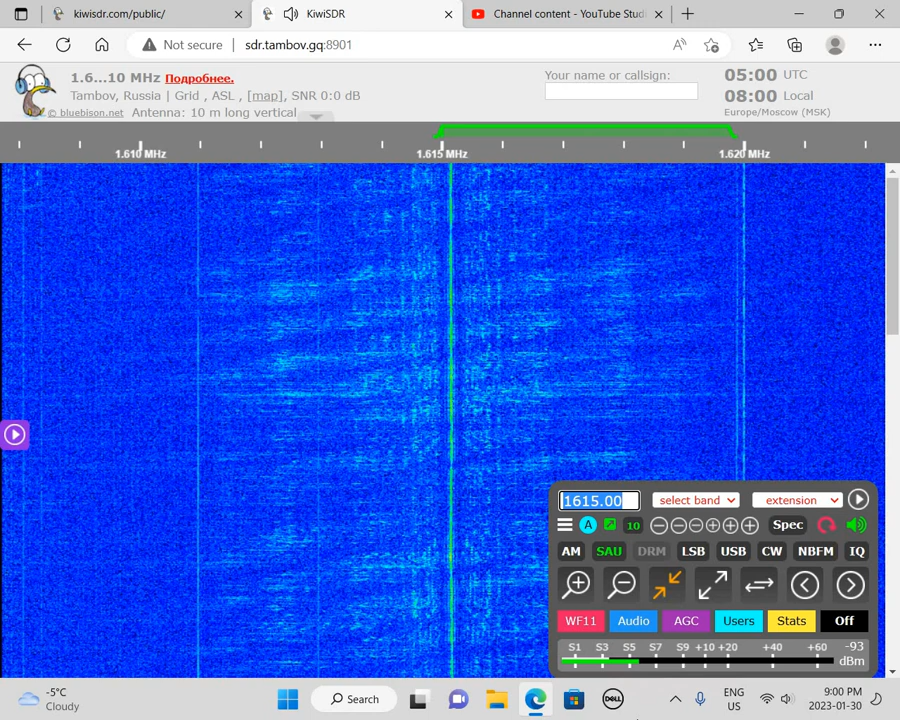 kiwisdr.com/public/
KiwiSDR
Channel content - YouTube Studi
Not secure
sdr.tambov.gq:8901
1.6...10 MHz Подробнее.
Tambov, Russia | Grid , ASL , [map], SNR 0:0 dB
© bluebison.net Antenna: 10 m long vertical
Your name or callsign:
05:00 UTC
08:00 Local
Europe/Moscow (MSK)
1.610 MHz
1.615 MHz
1.620 MHz
1615.00
select band
extension
A
10
Spec
AM SAU DRM LSB USB CW NBFM IQ
WF11 Audio AGC Users Stats Off
S1 S3 S5 S7 S9 +10 +20 +40 +60
-93
dBm
-5°C
Cloudy
Search
DELL
ENG
US
9:00 PM
2023-01-30